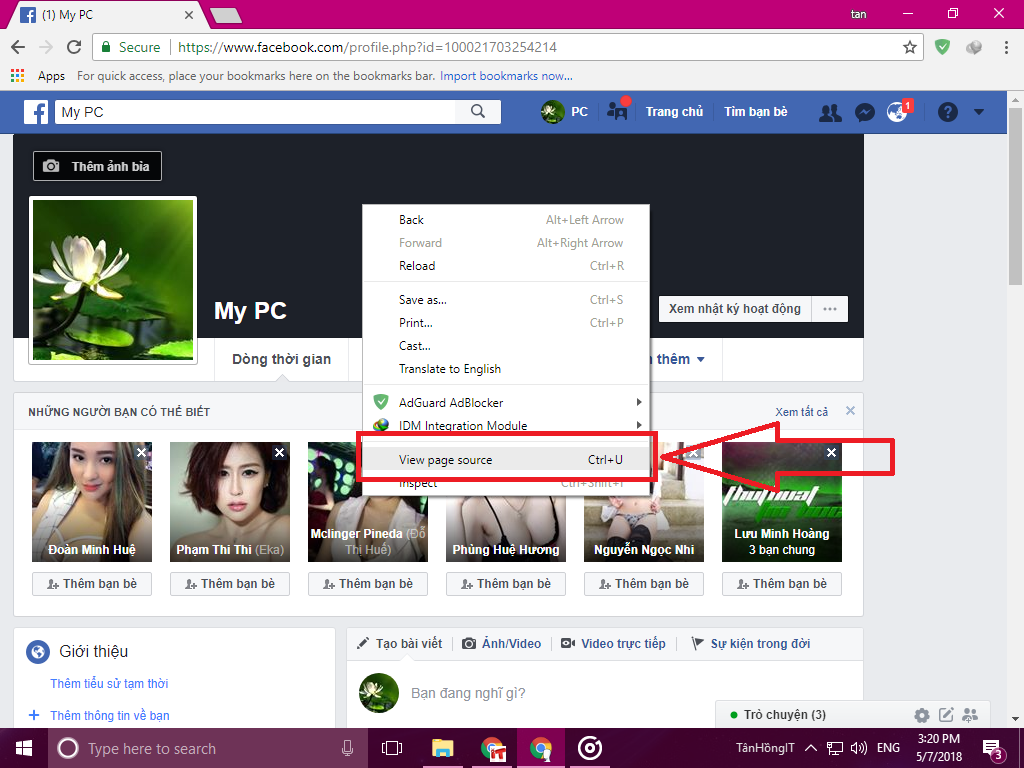 (1) My PC
tan
Secure
https://www.facebook.com/profile.php?id=100021703254214
Apps
For quick access, place your bookmarks here on the bookmarks bar. Import bookmarks now...
My PC
PC
Trang chủ
Tìm bạn bè
1
Thêm ảnh bìa
My PC
Xem nhật ký hoạt động
Dòng thời gian
thêm
Back Alt+Left Arrow
Forward Alt+Right Arrow
Reload Ctrl+R
Save as... Ctrl+S
Print... Ctrl+P
Cast...
Translate to English
AdGuard AdBlocker
IDM Integration Module
View page source Ctrl+U
Inspect Ctrl+Shift+I
NHỮNG NGƯỜI BẠN CÓ THỂ BIẾT
Xem tất cả
Đoàn Minh Huệ
Phạm Thi Thi (Eka)
Mclinger Pineda (Đỗ
Thị Huế)
Phùng Huệ Hương
Nguyễn Ngọc Nhi
Lưu Minh Hoàng
3 bạn chung
Thêm bạn bè
Thêm bạn bè
Thêm bạn bè
Thêm bạn bè
Thêm bạn bè
Thêm bạn bè
Giới thiệu
Thêm tiểu sử tạm thời
Thêm thông tin về bạn
Tạo bài viết
Ảnh/Video
Video trực tiếp
Sự kiện trong đời
Bạn đang nghĩ gì?
Trò chuyện (3)
Type here to search
TânHồngIT
ENG
3:20 PM
5/7/2018
3